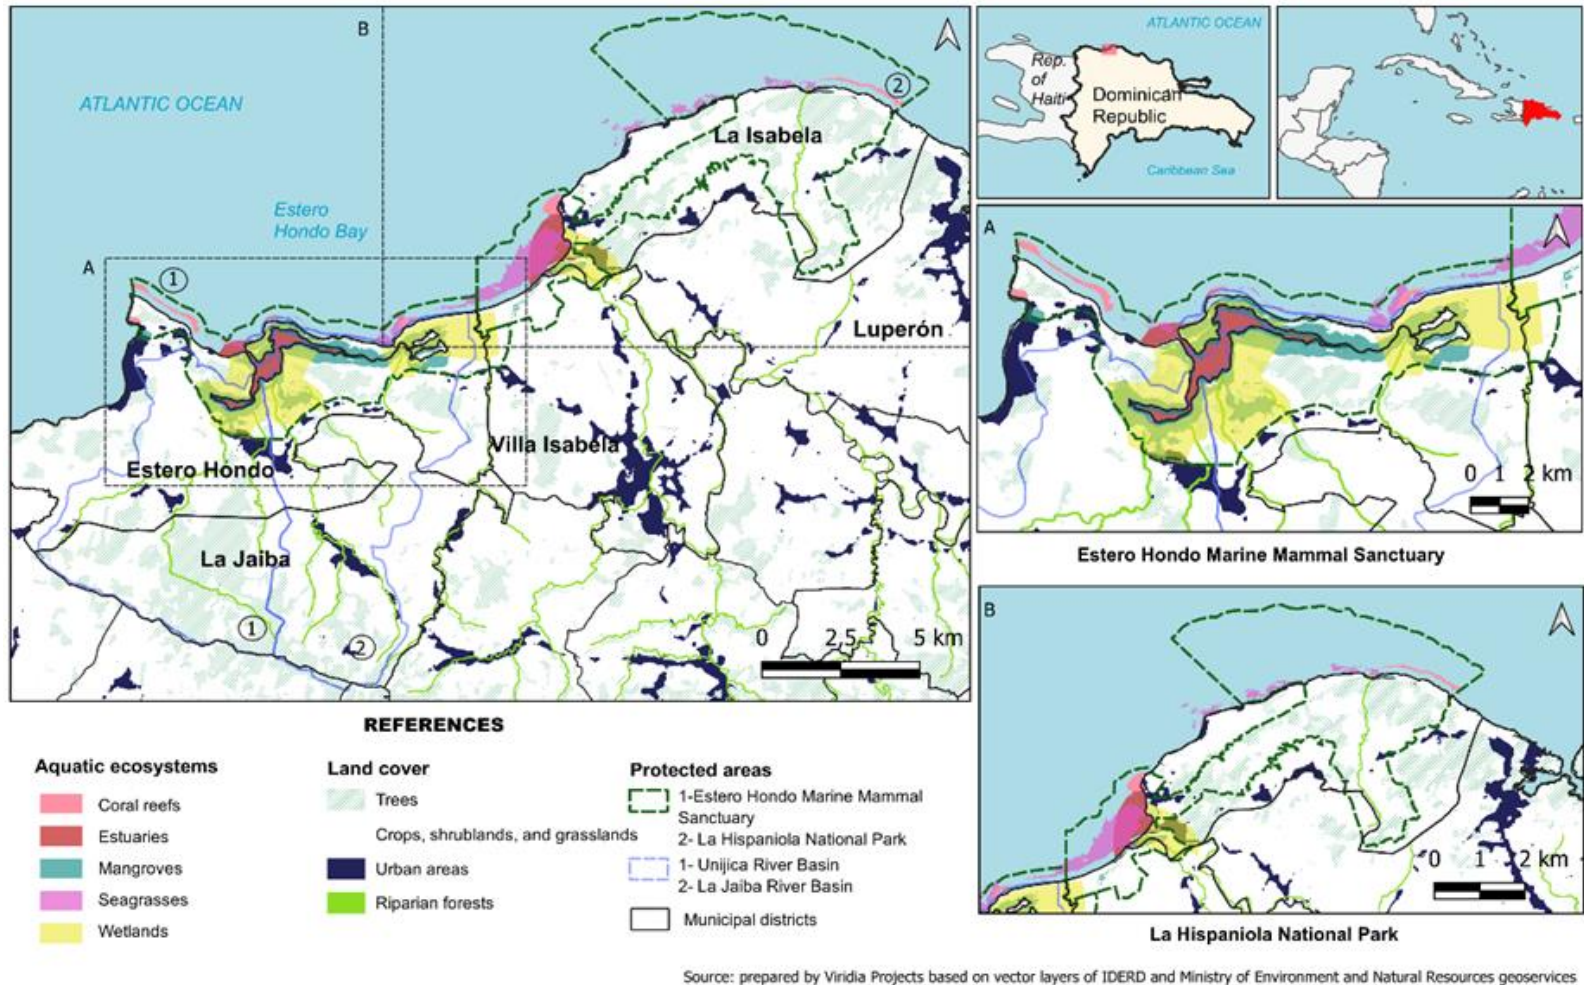 B
ATLANTIC OCEAN
2
La Isabela
Estero
Hondo Bay
A
1
Luperón
Villa Isabela
Estero Hondo
La Jaiba
1
2
0 2,5 5 km
ATLANTIC OCEAN
Rep.
of
Haiti
Dominican
Republic
Caribbean Sea
A
0 1 2 km
Estero Hondo Marine Mammal Sanctuary
B
0 1 2 km
La Hispaniola National Park
REFERENCES
Aquatic ecosystems
Coral reefs
Estuaries
Mangroves
Seagrasses
Wetlands
Land cover
Trees
Crops, shrublands, and grasslands
Urban areas
Riparian forests
Protected areas
1-Estero Hondo Marine Mammal
Sanctuary
2- La Hispaniola National Park
1- Unijica River Basin
2- La Jaiba River Basin
Municipal districts
Source: prepared by Viridia Projects based on vector layers of IDERD and Ministry of Environment and Natural Resources geoservices